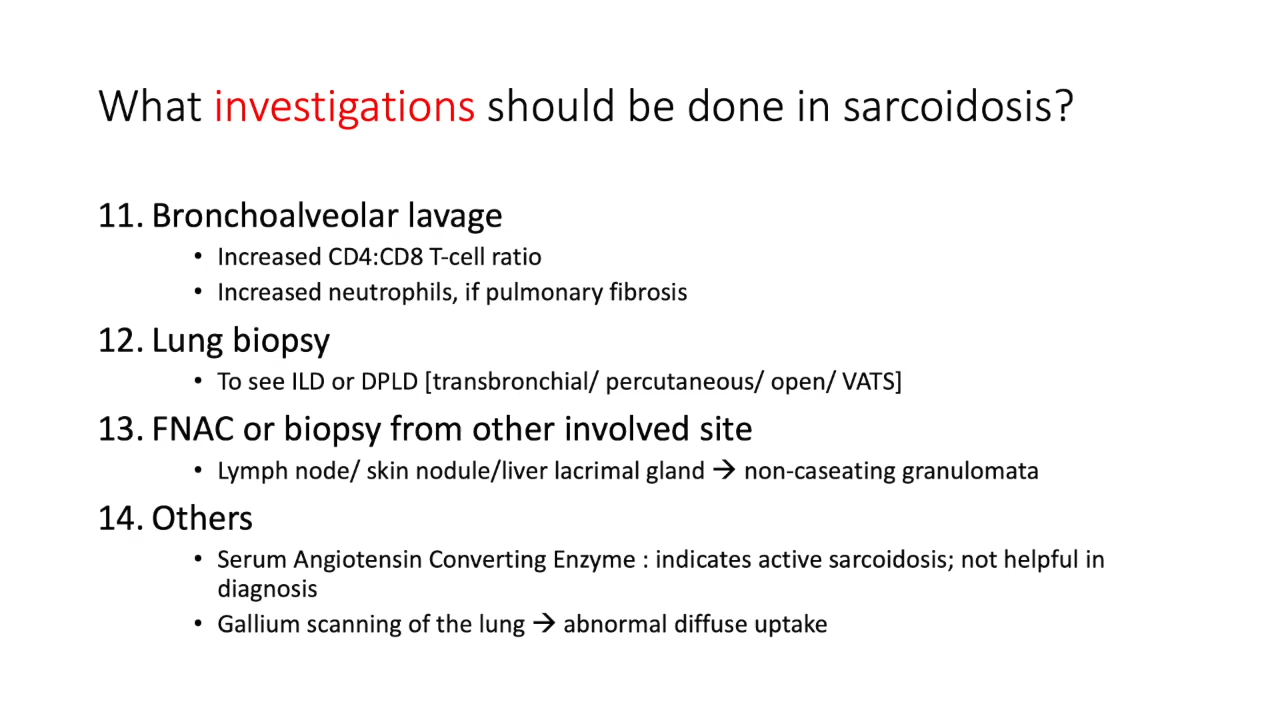 What investigations should be done in sarcoidosis?
11. Bronchoalveolar lavage
• Increased CD4:CD8 T-cell ratio
• Increased neutrophils, if pulmonary fibrosis
12. Lung biopsy
• To see ILD or DPLD [transbronchial/ percutaneous/ open/ VATS]
13. FNAC or biopsy from other involved site
• Lymph node/ skin nodule/liver lacrimal gland → non-caseating granulomata
14. Others
• Serum Angiotensin Converting Enzyme : indicates active sarcoidosis; not helpful in
diagnosis
• Gallium scanning of the lung → abnormal diffuse uptake